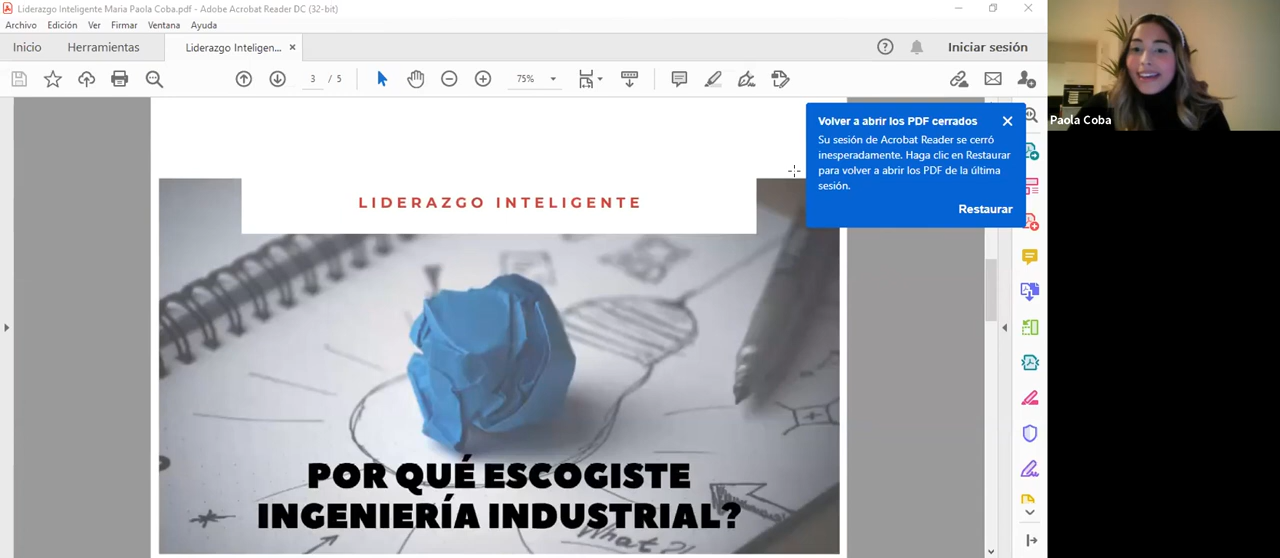 Liderazgo Inteligente Maria Paola Coba.pdf - Adobe Acrobat Reader DC (32-bit)
Archivo Edición Ver Firmar Ventana Ayuda
Inicio Herramientas Liderazgo Inteligen... Iniciar sesión
3 / 5 75%
Paola Coba
Volver a abrir los PDF cerrados
Su sesión de Acrobat Reader se cerró
inesperadamente. Haga clic en Restaurar
para volver a abrir los PDF de la última
sesión.
Restaurar
LIDERAZGO INTELIGENTE
POR QUÉ ESCOGISTE
INGENIERÍA INDUSTRIAL?
What?!